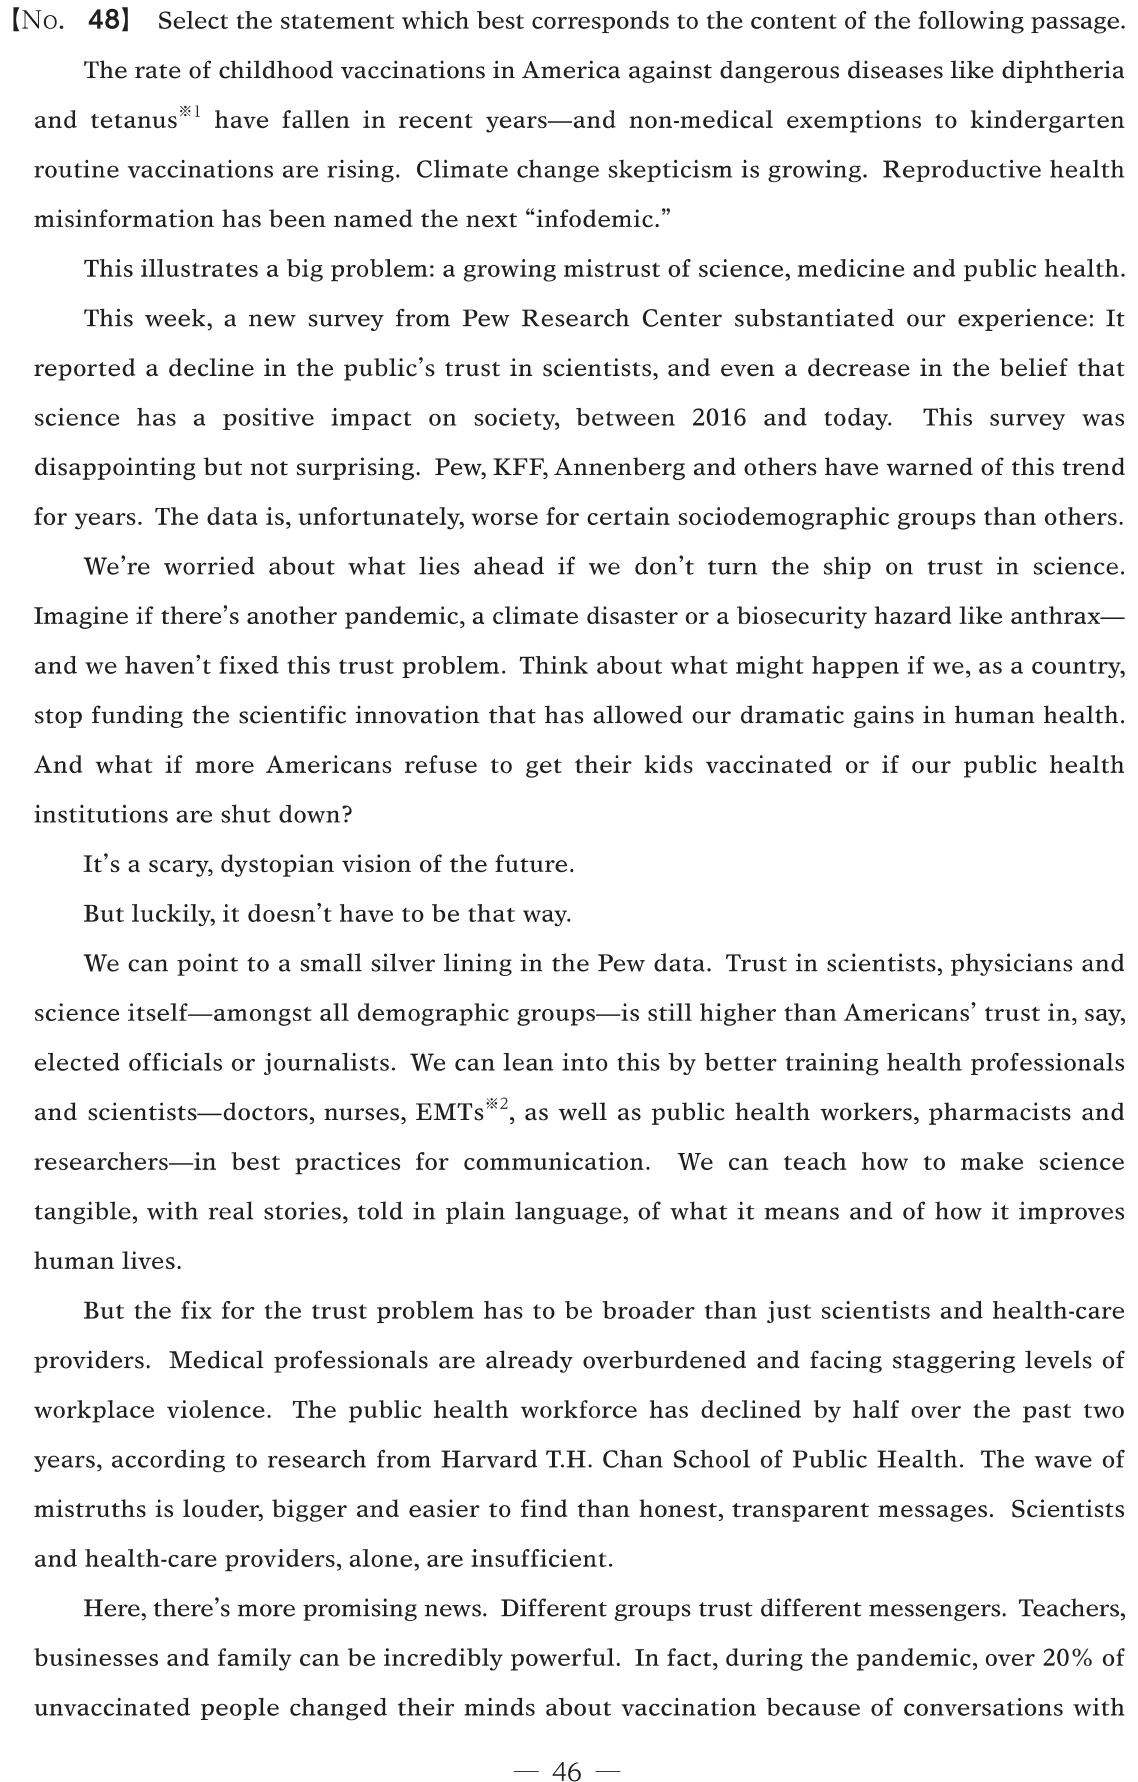 【No. 48】 Select the statement which best corresponds to the content of the following passage.
The rate of childhood vaccinations in America against dangerous diseases like diphtheria
and tetanus※1 have fallen in recent years—and non-medical exemptions to kindergarten
routine vaccinations are rising. Climate change skepticism is growing. Reproductive health
misinformation has been named the next “infodemic.”
This illustrates a big problem: a growing mistrust of science, medicine and public health.
This week, a new survey from Pew Research Center substantiated our experience: It
reported a decline in the public’s trust in scientists, and even a decrease in the belief that
science has a positive impact on society, between 2016 and today. This survey was
disappointing but not surprising. Pew, KFF, Annenberg and others have warned of this trend
for years. The data is, unfortunately, worse for certain sociodemographic groups than others.
We’re worried about what lies ahead if we don’t turn the ship on trust in science.
Imagine if there’s another pandemic, a climate disaster or a biosecurity hazard like anthrax—
and we haven’t fixed this trust problem. Think about what might happen if we, as a country,
stop funding the scientific innovation that has allowed our dramatic gains in human health.
And what if more Americans refuse to get their kids vaccinated or if our public health
institutions are shut down?
It’s a scary, dystopian vision of the future.
But luckily, it doesn’t have to be that way.
We can point to a small silver lining in the Pew data. Trust in scientists, physicians and
science itself—amongst all demographic groups—is still higher than Americans’ trust in, say,
elected officials or journalists. We can lean into this by better training health professionals
and scientists—doctors, nurses, EMTs※2, as well as public health workers, pharmacists and
researchers—in best practices for communication. We can teach how to make science
tangible, with real stories, told in plain language, of what it means and of how it improves
human lives.
But the fix for the trust problem has to be broader than just scientists and health-care
providers. Medical professionals are already overburdened and facing staggering levels of
workplace violence. The public health workforce has declined by half over the past two
years, according to research from Harvard T.H. Chan School of Public Health. The wave of
mistruths is louder, bigger and easier to find than honest, transparent messages. Scientists
and health-care providers, alone, are insufficient.
Here, there’s more promising news. Different groups trust different messengers. Teachers,
businesses and family can be incredibly powerful. In fact, during the pandemic, over 20% of
unvaccinated people changed their minds about vaccination because of conversations with
— 46 —